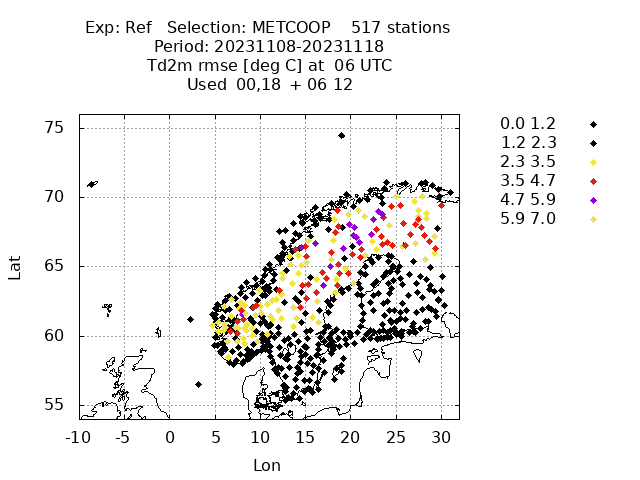 Exp: Ref Selection: METCOOP 517 stations
Period: 20231108-20231118
Td2m rmse [deg C] at 06 UTC
Used 00,18 + 06 12
75
70
65
60
55
Lat
-10 -5 0 5 10 15 20 25 30
Lon
0.0 1.2
1.2 2.3
2.3 3.5
3.5 4.7
4.7 5.9
5.9 7.0